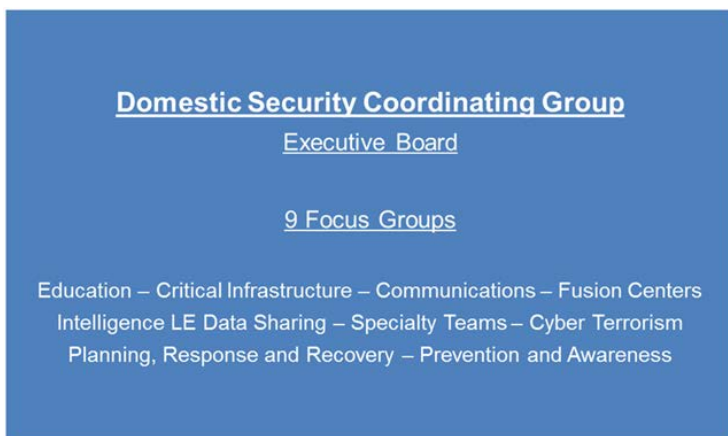 Domestic Security Coordinating Group
Executive Board
9 Focus Groups
Education – Critical Infrastructure – Communications – Fusion Centers
Intelligence LE Data Sharing – Specialty Teams – Cyber Terrorism
Planning, Response and Recovery – Prevention and Awareness